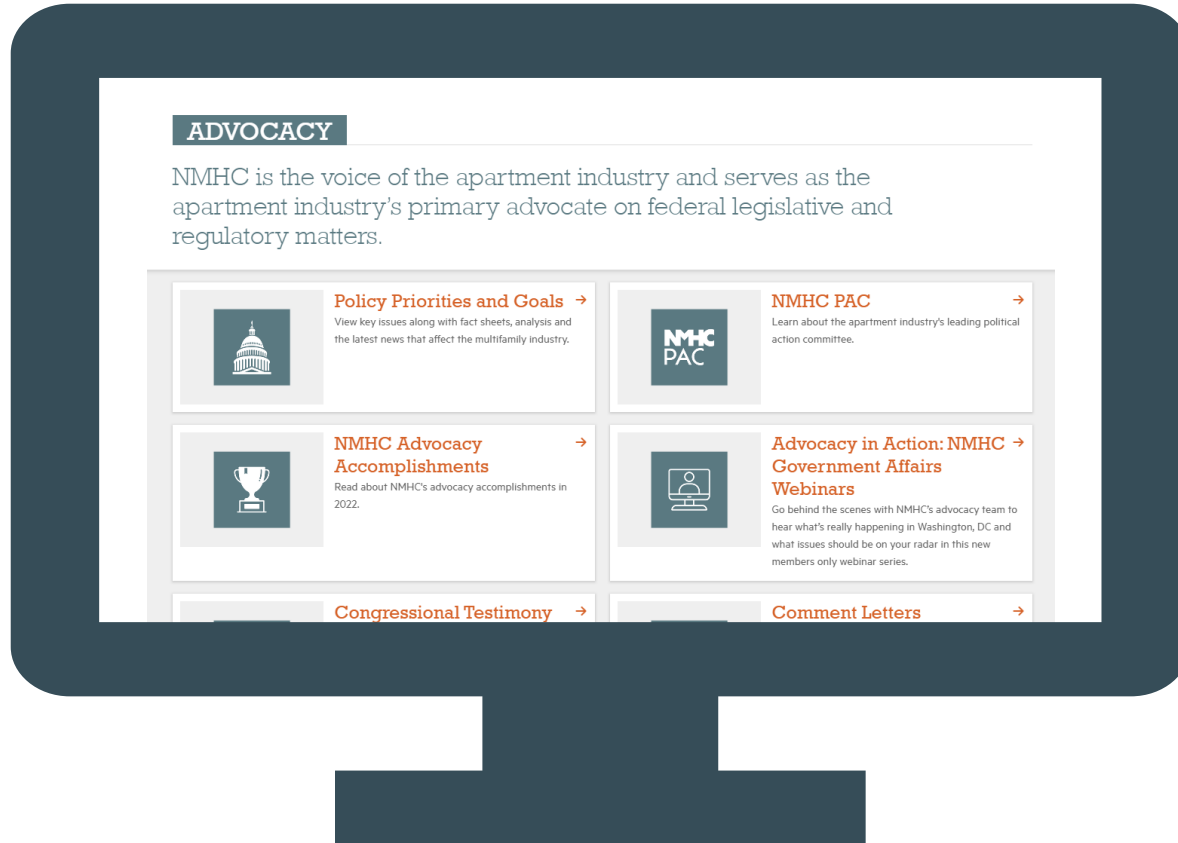 ADVOCACY
NMHC is the voice of the apartment industry and serves as the
apartment industry's primary advocate on federal legislative and
regulatory matters.
Policy Priorities and Goals →
View key issues along with fact sheets, analysis and
the latest news that affect the multifamily industry.
NMHC
PAC
NMHC PAC →
Learn about the apartment industry's leading political
action committee.
NMHC Advocacy →
Accomplishments
Read about NMHC's advocacy accomplishments in
2022.
Advocacy in Action: NMHC →
Government Affairs
Webinars
Go behind the scenes with NMHC's advocacy team to
hear what's really happening in Washington, DC and
what issues should be on your radar in this new
members only webinar series.
Congressional Testimony →
Comment Letters →